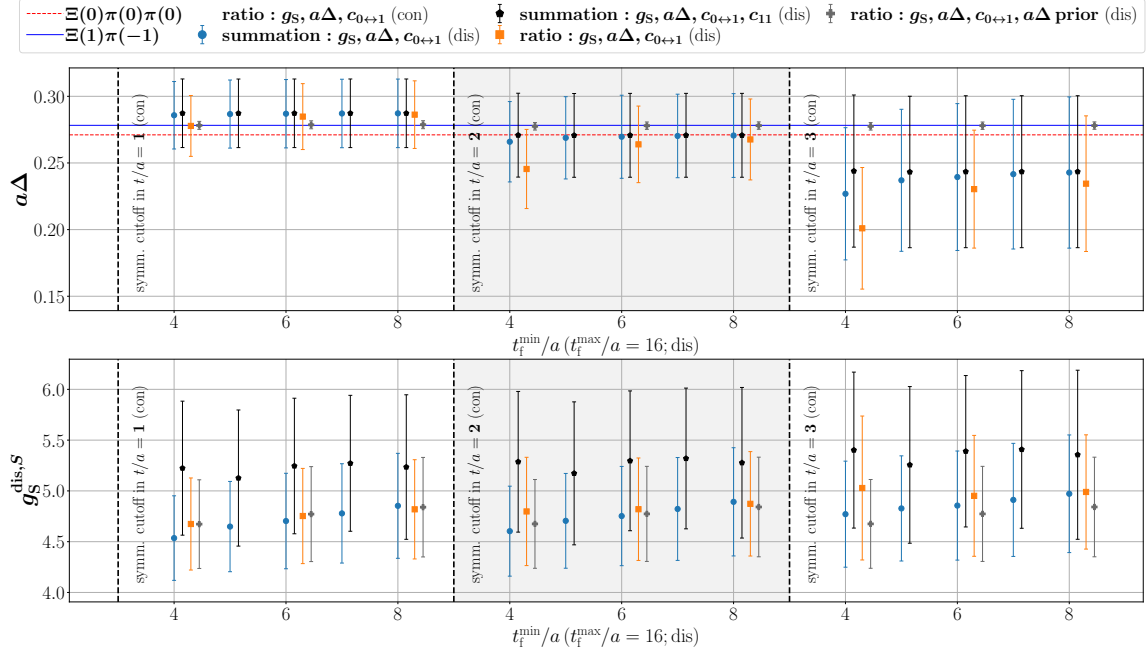 Ξ(0)π(0)π(0) ratio : g_S, aΔ, c_{0↔1} (con) summation : g_S, aΔ, c_{0↔1}, c_{11} (dis) ratio : g_S, aΔ, c_{0↔1}, aΔ prior (dis)
Ξ(1)π(−1) summation : g_S, aΔ, c_{0↔1} (dis) ratio : g_S, aΔ, c_{0↔1} (dis)
aΔ
0.30
0.25
0.20
0.15
symm. cutoff in t/a = 1 (con)
symm. cutoff in t/a = 2 (con)
symm. cutoff in t/a = 3 (con)
4 6 8 4 6 8 4 6 8
t_f^min/a (t_f^max/a = 16; dis)
g_S^{dis,S}
6.0
5.5
5.0
4.5
4.0
symm. cutoff in t/a = 1 (con)
symm. cutoff in t/a = 2 (con)
symm. cutoff in t/a = 3 (con)
4 6 8 4 6 8 4 6 8
t_f^min/a (t_f^max/a = 16; dis)